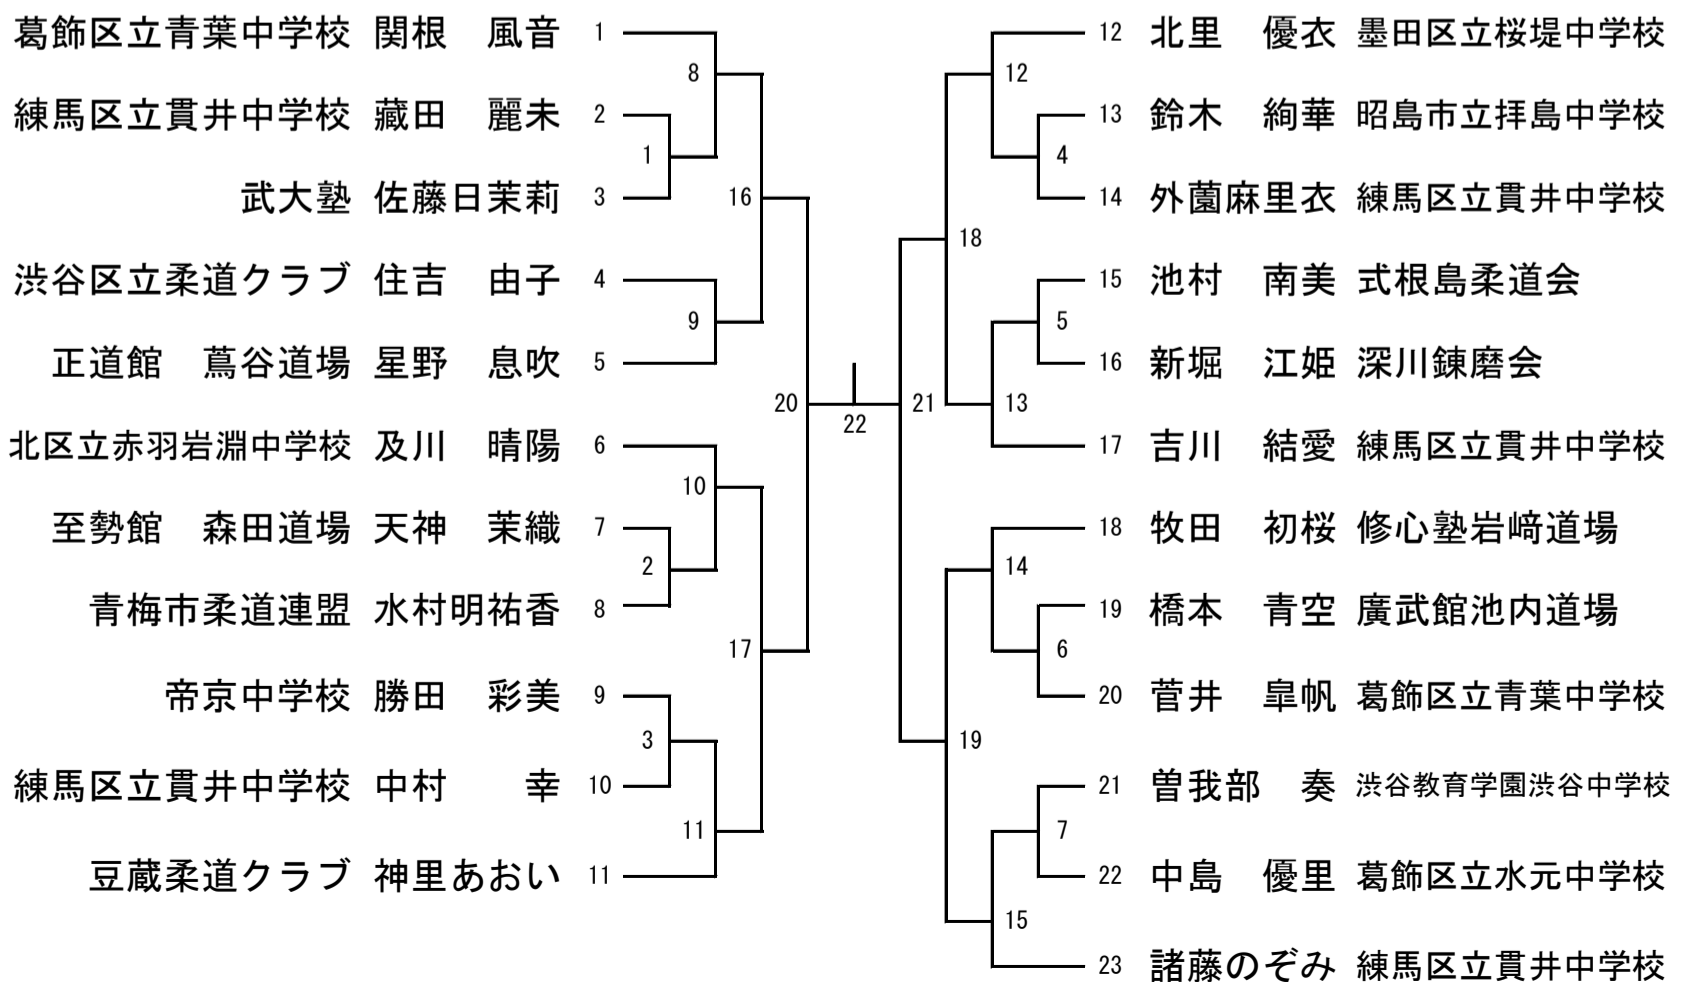 葛飾区立青葉中学校 関根 風音 1
練馬区立貫井中学校 藏田 麗未 2
武大塾 佐藤日茉莉 3
渋谷区立柔道クラブ 住吉 由子 4
正道館 蔦谷道場 星野 息吹 5
北区立赤羽岩淵中学校 及川 晴陽 6
至勢館 森田道場 天神 茉織 7
青梅市柔道連盟 水村明祐香 8
帝京中学校 勝田 彩美 9
練馬区立貫井中学校 中村 幸 10
豆蔵柔道クラブ 神里あおい 11
8
1
16
9
10
2
17
3
11
20
22
21
12
4
18
5
13
14
6
19
7
15
12 北里 優衣 墨田区立桜堤中学校
13 鈴木 絢華 昭島市立拝島中学校
14 外薗麻里衣 練馬区立貫井中学校
15 池村 南美 式根島柔道会
16 新堀 江姫 深川錬磨会
17 吉川 結愛 練馬区立貫井中学校
18 牧田 初桜 修心塾岩﨑道場
19 橋本 青空 廣武館池内道場
20 菅井 皐帆 葛飾区立青葉中学校
21 曽我部 奏 渋谷教育学園渋谷中学校
22 中島 優里 葛飾区立水元中学校
23 諸藤のぞみ 練馬区立貫井中学校